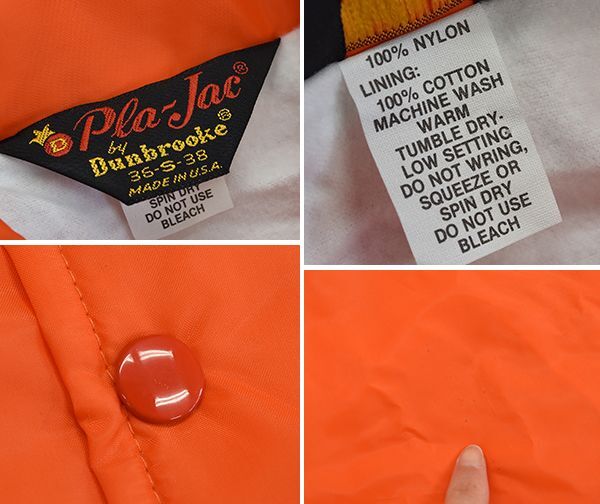 Pla-Jac®
D
by
Dunbrooke®
36-S-38
MADE IN U.S.A.
SPIN DRY
DO NOT USE
BLEACH
100% NYLON
LINING:
100% COTTON
MACHINE WASH
WARM
TUMBLE DRY-
LOW SETTING
DO NOT WRING,
SQUEEZE OR
SPIN DRY
DO NOT USE
BLEACH